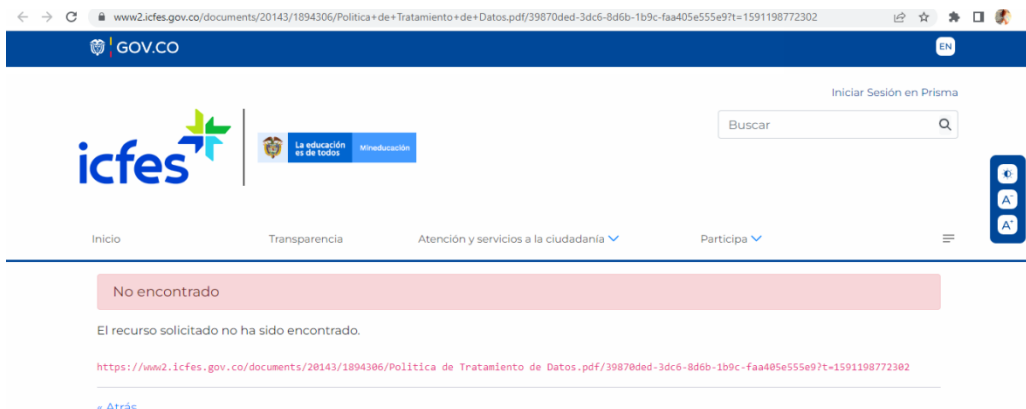 www2.icfes.gov.co/documents/20143/1894306/Politica+de+Tratamiento+de+Datos.pdf/39870ded-3dc6-8d6b-1b9c-faa405e555e9?t=1591198772302
GOV.CO
EN
Iniciar Sesión en Prisma
Buscar
icfes
La educación
es de todos
Mineducación
A-
A+
Inicio
Transparencia
Atención y servicios a la ciudadanía
Participa
No encontrado
El recurso solicitado no ha sido encontrado.
https://www2.icfes.gov.co/documents/20143/1894306/Politica de Tratamiento de Datos.pdf/39870ded-3dc6-8d6b-1b9c-faa405e555e9?t=1591198772302
« Atrás